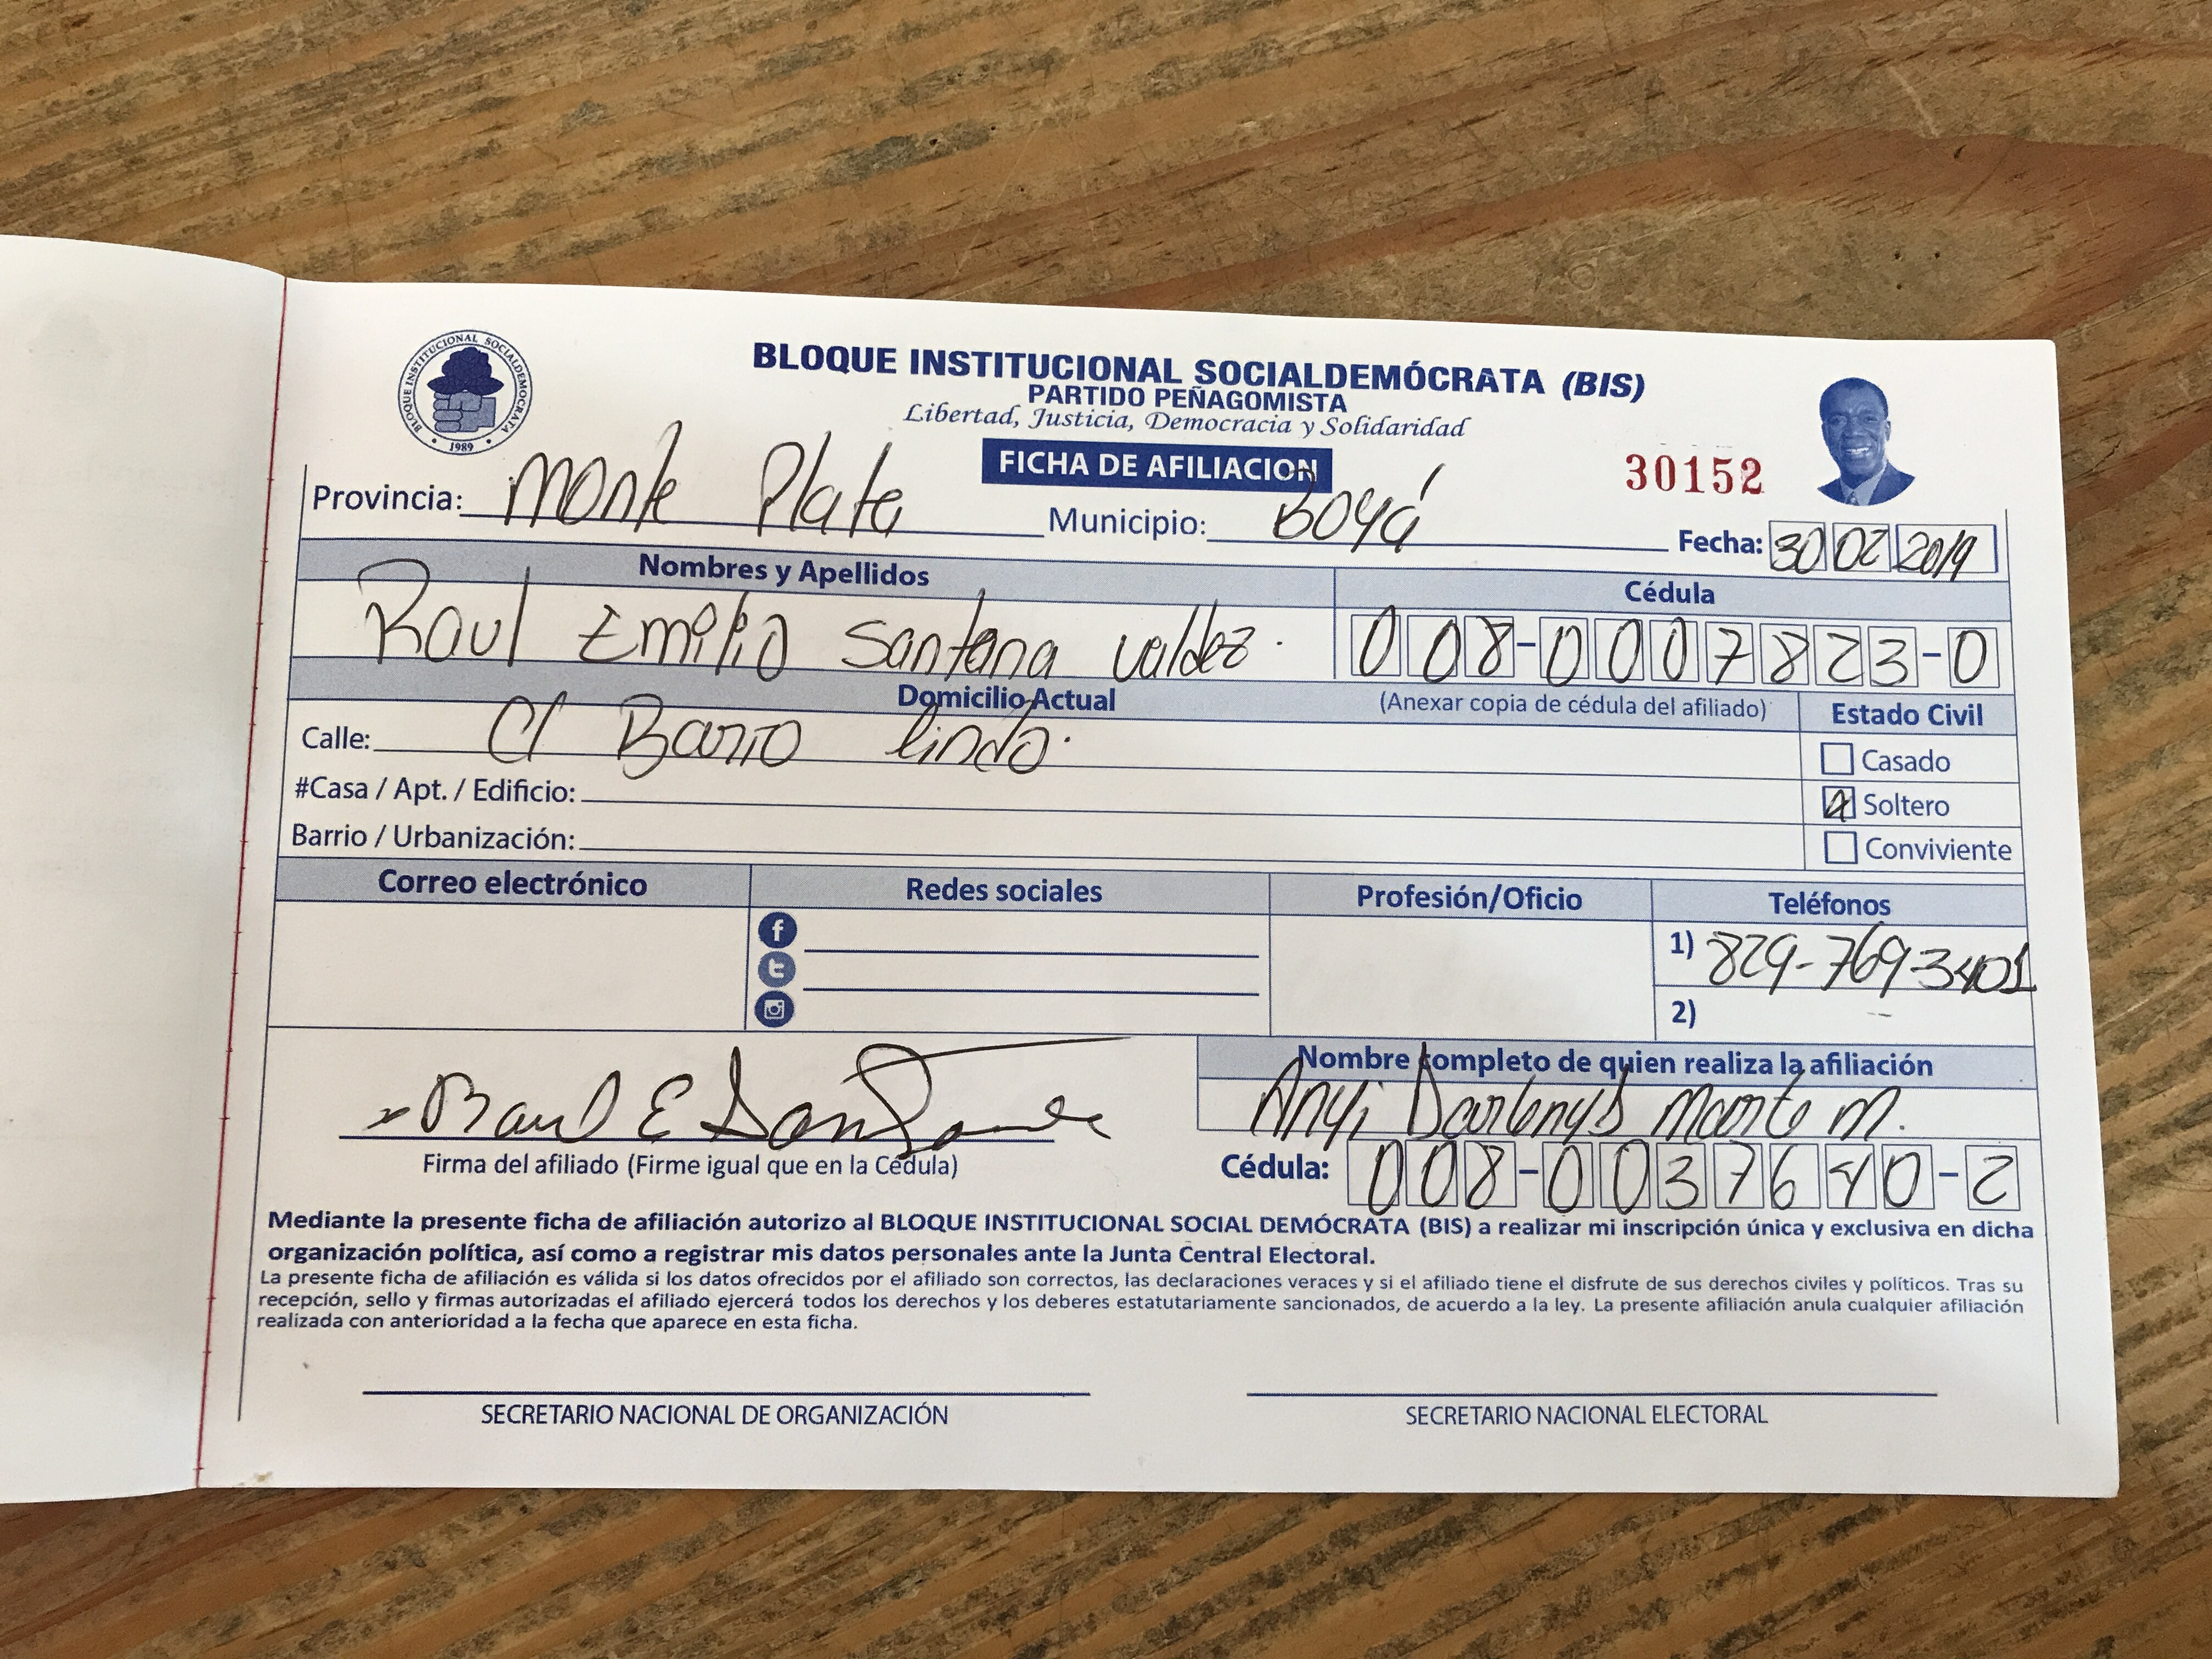 BLOQUE INSTITUCIONAL SOCIALDEMÓCRATA
1989
BLOQUE INSTITUCIONAL SOCIALDEMÓCRATA (BIS)
PARTIDO PEÑAGOMISTA
Libertad, Justicia, Democracia y Solidaridad
FICHA DE AFILIACION
30152
Provincia: Monte Plata Municipio: Boyá Fecha: 30 02 2019
Nombres y Apellidos Cédula
Raul Emilio Santana Valdez. 008-0007823-0
Domicilio Actual (Anexar copia de cédula del afiliado) Estado Civil
Calle: C/ Barrio lindo. Casado
#Casa / Apt. / Edificio: Soltero
Barrio / Urbanización: Conviviente
Correo electrónico Redes sociales Profesión/Oficio Teléfonos
1) 829-769-3401
2)
Nombre completo de quien realiza la afiliación
Raul E Santana Anyi Darlenys Marte M.
Firma del afiliado (Firme igual que en la Cédula) Cédula: 008-0037640-2
Mediante la presente ficha de afiliación autorizo al BLOQUE INSTITUCIONAL SOCIAL DEMÓCRATA (BIS) a realizar mi inscripción única y exclusiva en dicha
organización política, así como a registrar mis datos personales ante la Junta Central Electoral.
La presente ficha de afiliación es válida si los datos ofrecidos por el afiliado son correctos, las declaraciones veraces y si el afiliado tiene el disfrute de sus derechos civiles y políticos. Tras su
recepción, sello y firmas autorizadas el afiliado ejercerá todos los derechos y los deberes estatutariamente sancionados, de acuerdo a la ley. La presente afiliación anula cualquier afiliación
realizada con anterioridad a la fecha que aparece en esta ficha.
SECRETARIO NACIONAL DE ORGANIZACIÓN SECRETARIO NACIONAL ELECTORAL